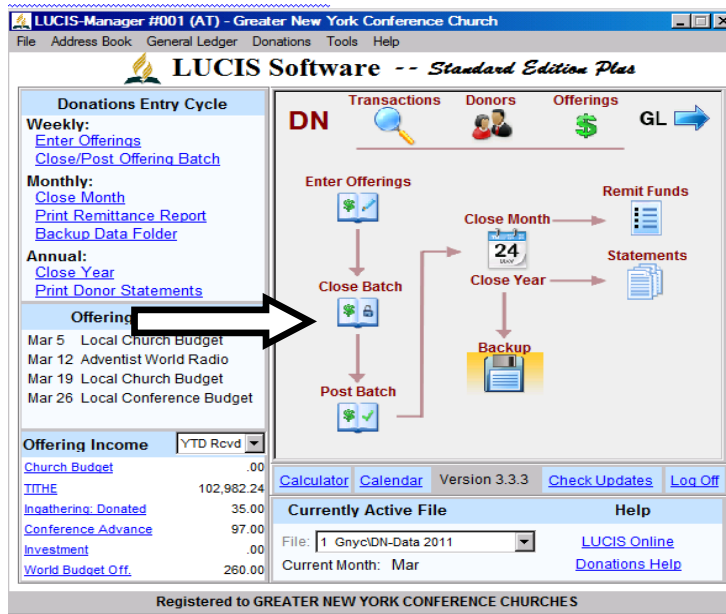 LUCIS-Manager #001 (AT) - Greater New York Conference Church
File Address Book General Ledger Donations Tools Help
LUCIS Software -- Standard Edition Plus
Donations Entry Cycle
Weekly:
Enter Offerings
Close/Post Offering Batch
Monthly:
Close Month
Print Remittance Report
Backup Data Folder
Annual:
Close Year
Print Donor Statements
Offering
Mar 5 Local Church Budget
Mar 12 Adventist World Radio
Mar 19 Local Church Budget
Mar 26 Local Conference Budget
Offering Income YTD Rcvd
Church Budget .00
TITHE 102,982.24
Ingathering: Donated 35.00
Conference Advance 97.00
Investment .00
World Budget Off. 260.00
DN Transactions Donors Offerings GL
Enter Offerings
Close Month Remit Funds
24
MAY
Close Batch Close Year Statements
Backup
Post Batch
Calculator Calendar Version 3.3.3 Check Updates Log Off
Currently Active File
File: 1 Gnyc\DN-Data 2011
Current Month: Mar
Help
LUCIS Online
Donations Help
Registered to GREATER NEW YORK CONFERENCE CHURCHES